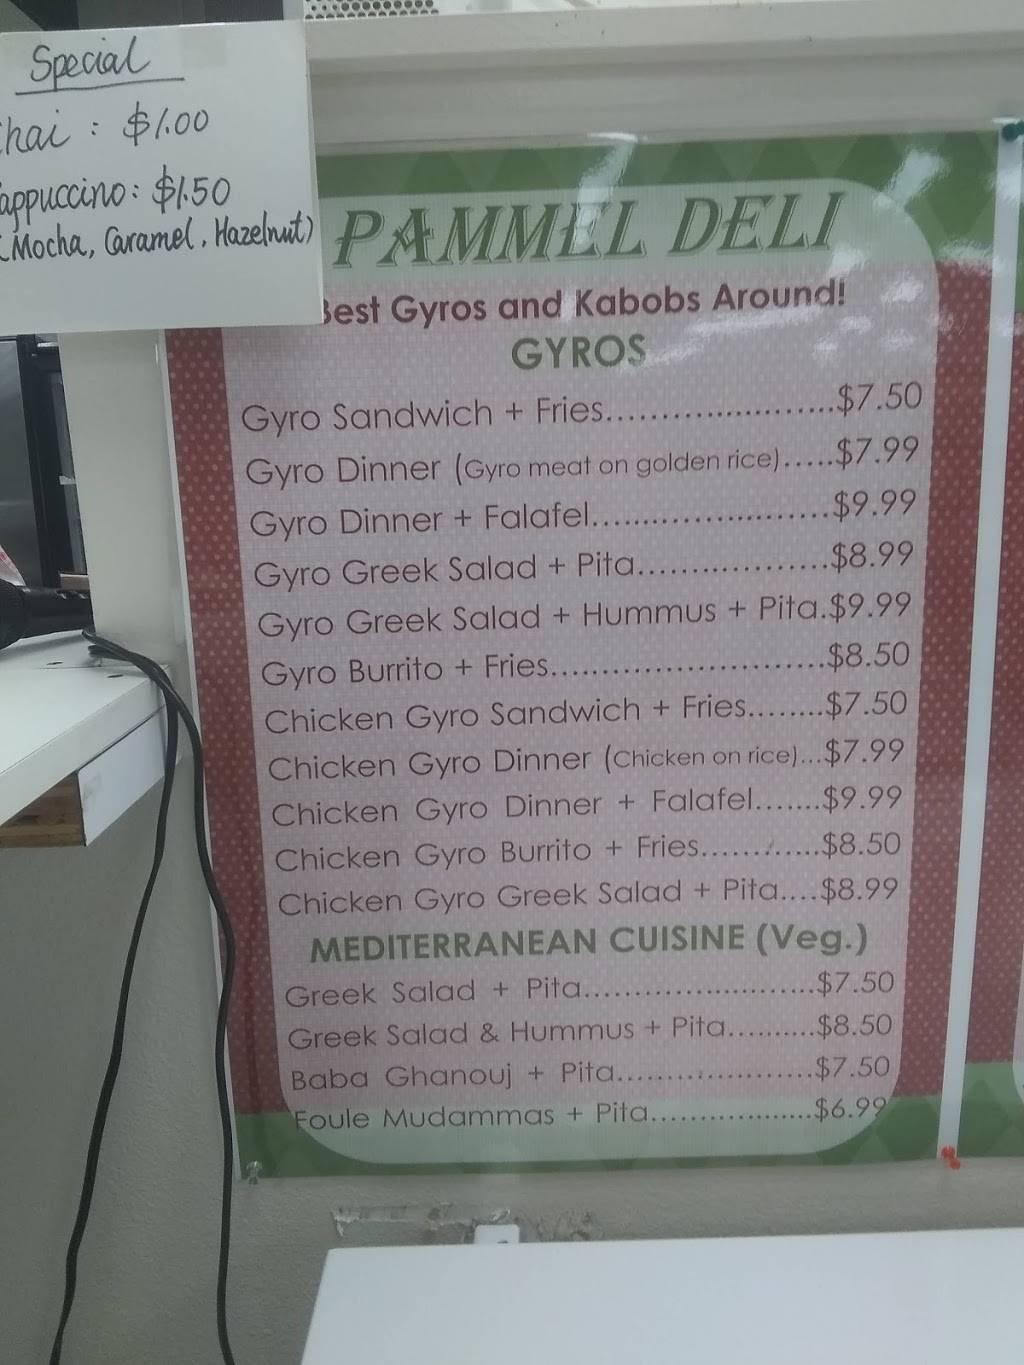 Special
Chai : $1.00
Cappuccino: $1.50
(Mocha, Caramel, Hazelnut)
PAMMEL DELI
Best Gyros and Kabobs Around!
GYROS
Gyro Sandwich + Fries......................$7.50
Gyro Dinner (Gyro meat on golden rice).....$7.99
Gyro Dinner + Falafel.......................$9.99
Gyro Greek Salad + Pita..................$8.99
Gyro Greek Salad + Hummus + Pita.$9.99
Gyro Burrito + Fries..........................$8.50
Chicken Gyro Sandwich + Fries........$7.50
Chicken Gyro Dinner (Chicken on rice)...$7.99
Chicken Gyro Dinner + Falafel.......$9.99
Chicken Gyro Burrito + Fries............$8.50
Chicken Gyro Greek Salad + Pita....$8.99
MEDITERRANEAN CUISINE (Veg.)
Greek Salad + Pita........................$7.50
Greek Salad & Hummus + Pita..........$8.50
Baba Ghanouj + Pita.....................$7.50
Foule Mudammas + Pita...................$6.99